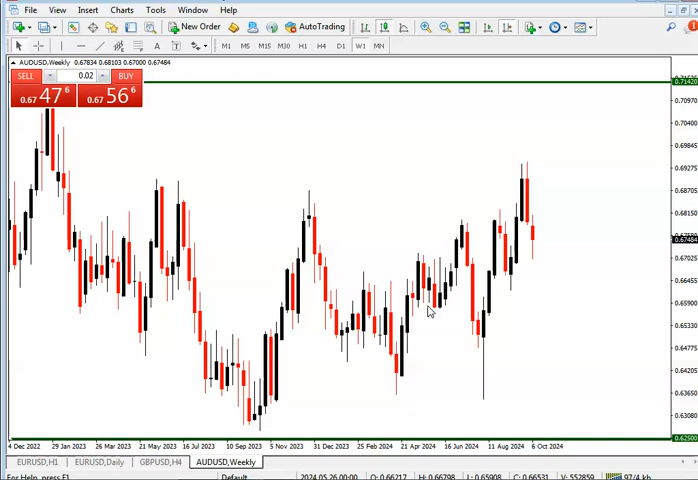 File View Insert Charts Tools Window Help
New Order AutoTrading
M1 M5 M15 M30 H1 H4 D1 W1 MN
AUDUSD,Weekly 0.67834 0.68103 0.67000 0.67484
SELL 0.02 BUY
0.67 47 6 0.67 56 6
0.71420
0.70970
0.70400
0.69845
0.69275
0.68705
0.68150
0.67484
0.67025
0.66455
0.65900
0.65330
0.64775
0.64205
0.63650
0.63080
0.62500
4 Dec 2022 29 Jan 2023 26 Mar 2023 21 May 2023 16 Jul 2023 10 Sep 2023 5 Nov 2023 31 Dec 2023 25 Feb 2024 21 Apr 2024 16 Jun 2024 11 Aug 2024 6 Oct 2024
EURUSD,H1 EURUSD,Daily GBPUSD,H4 AUDUSD,Weekly
For Help, press F1 Default 2024.05.26 00:00 O: 0.66217 H: 0.66798 L: 0.65908 C: 0.66531 V: 552859 97/4 kb